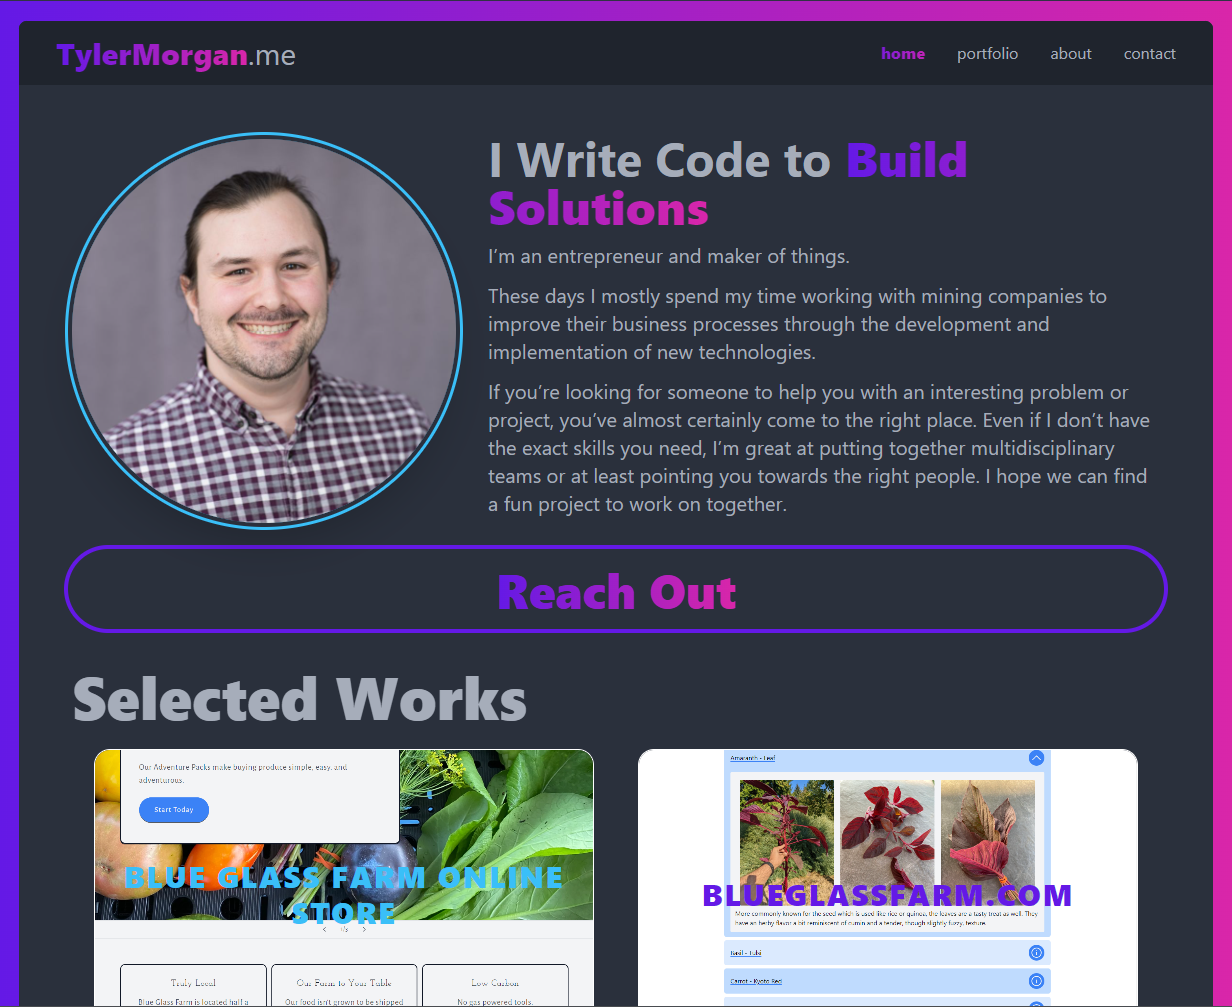 TylerMorgan.me
home portfolio about contact
I Write Code to Build
Solutions
I’m an entrepreneur and maker of things.
These days I mostly spend my time working with mining companies to
improve their business processes through the development and
implementation of new technologies.
If you’re looking for someone to help you with an interesting problem or
project, you’ve almost certainly come to the right place. Even if I don’t have
the exact skills you need, I’m great at putting together multidisciplinary
teams or at least pointing you towards the right people. I hope we can find
a fun project to work on together.
Reach Out
Selected Works
Our Adventure Packs make buying produce simple, easy, and
adventurous.
Start Today
BLUE GLASS FARM ONLINE
STORE
1/3
Truly Local
Our Farm to Your Table
Low Carbon
Blue Glass Farm is located half a
Our food isn't grown to be shipped
No gas powered tools,
Amaranth - Leaf
BLUEGLASSFARM.COM
More commonly known for the seed which is used like rice or quinoa, the leaves are a tasty treat as well. They
have an herby flavor a bit reminiscent of cumin and a tender, though slightly fuzzy, texture.
Basil - Tulsi
Carrot - Kyoto Red